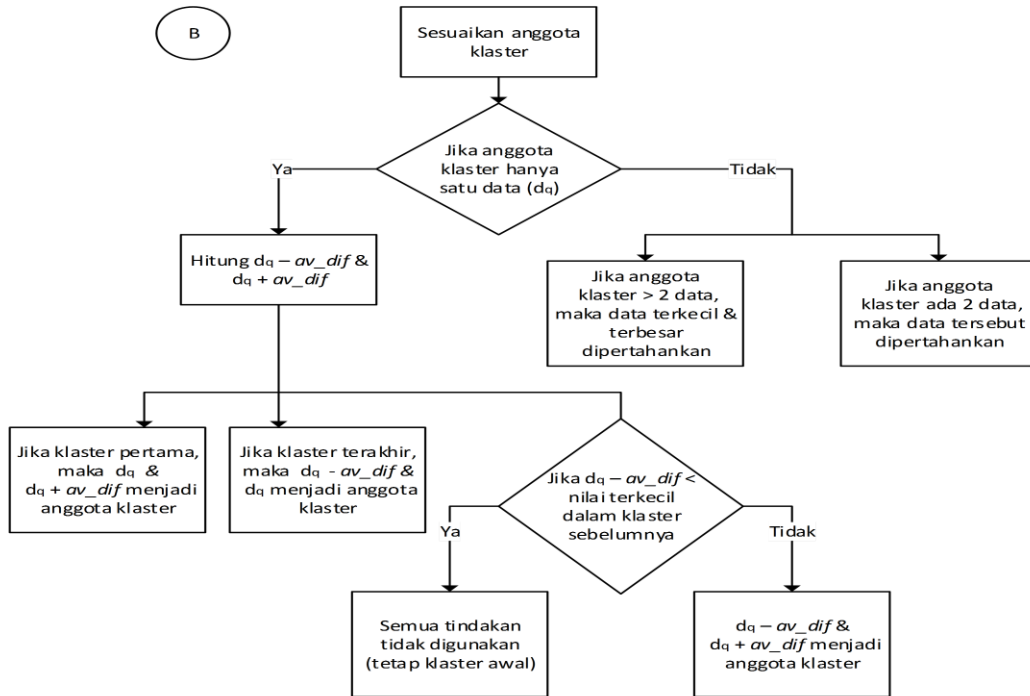 B
Sesuaikan anggota
klaster
Jika anggota
klaster hanya
satu data (dq)
Ya
Tidak
Hitung dq – av_dif &
dq + av_dif
Jika anggota
klaster > 2 data,
maka data terkecil &
terbesar
dipertahankan
Jika anggota
klaster ada 2 data,
maka data tersebut
dipertahankan
Jika klaster pertama,
maka dq &
dq + av_dif menjadi
anggota klaster
Jika klaster terakhir,
maka dq - av_dif &
dq menjadi anggota
klaster
Jika dq – av_dif <
nilai terkecil
dalam klaster
sebelumnya
Ya
Tidak
Semua tindakan
tidak digunakan
(tetap klaster awal)
dq – av_dif &
dq + av_dif menjadi
anggota klaster